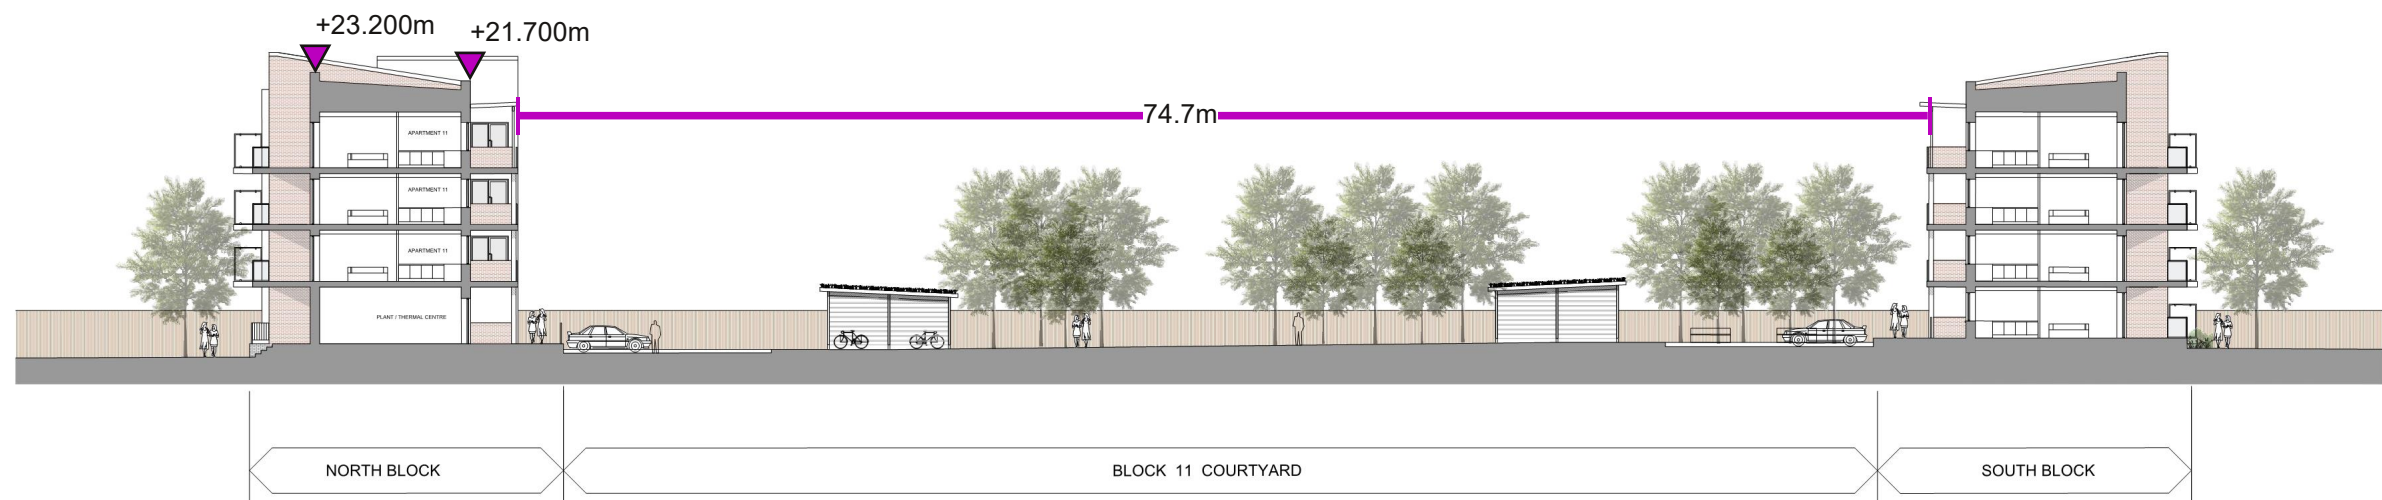 +23.200m
+21.700m
74.7m
APARTMENT 11
APARTMENT 11
APARTMENT 11
PLANT / THERMAL CENTRE
NORTH BLOCK
BLOCK 11 COURTYARD
SOUTH BLOCK